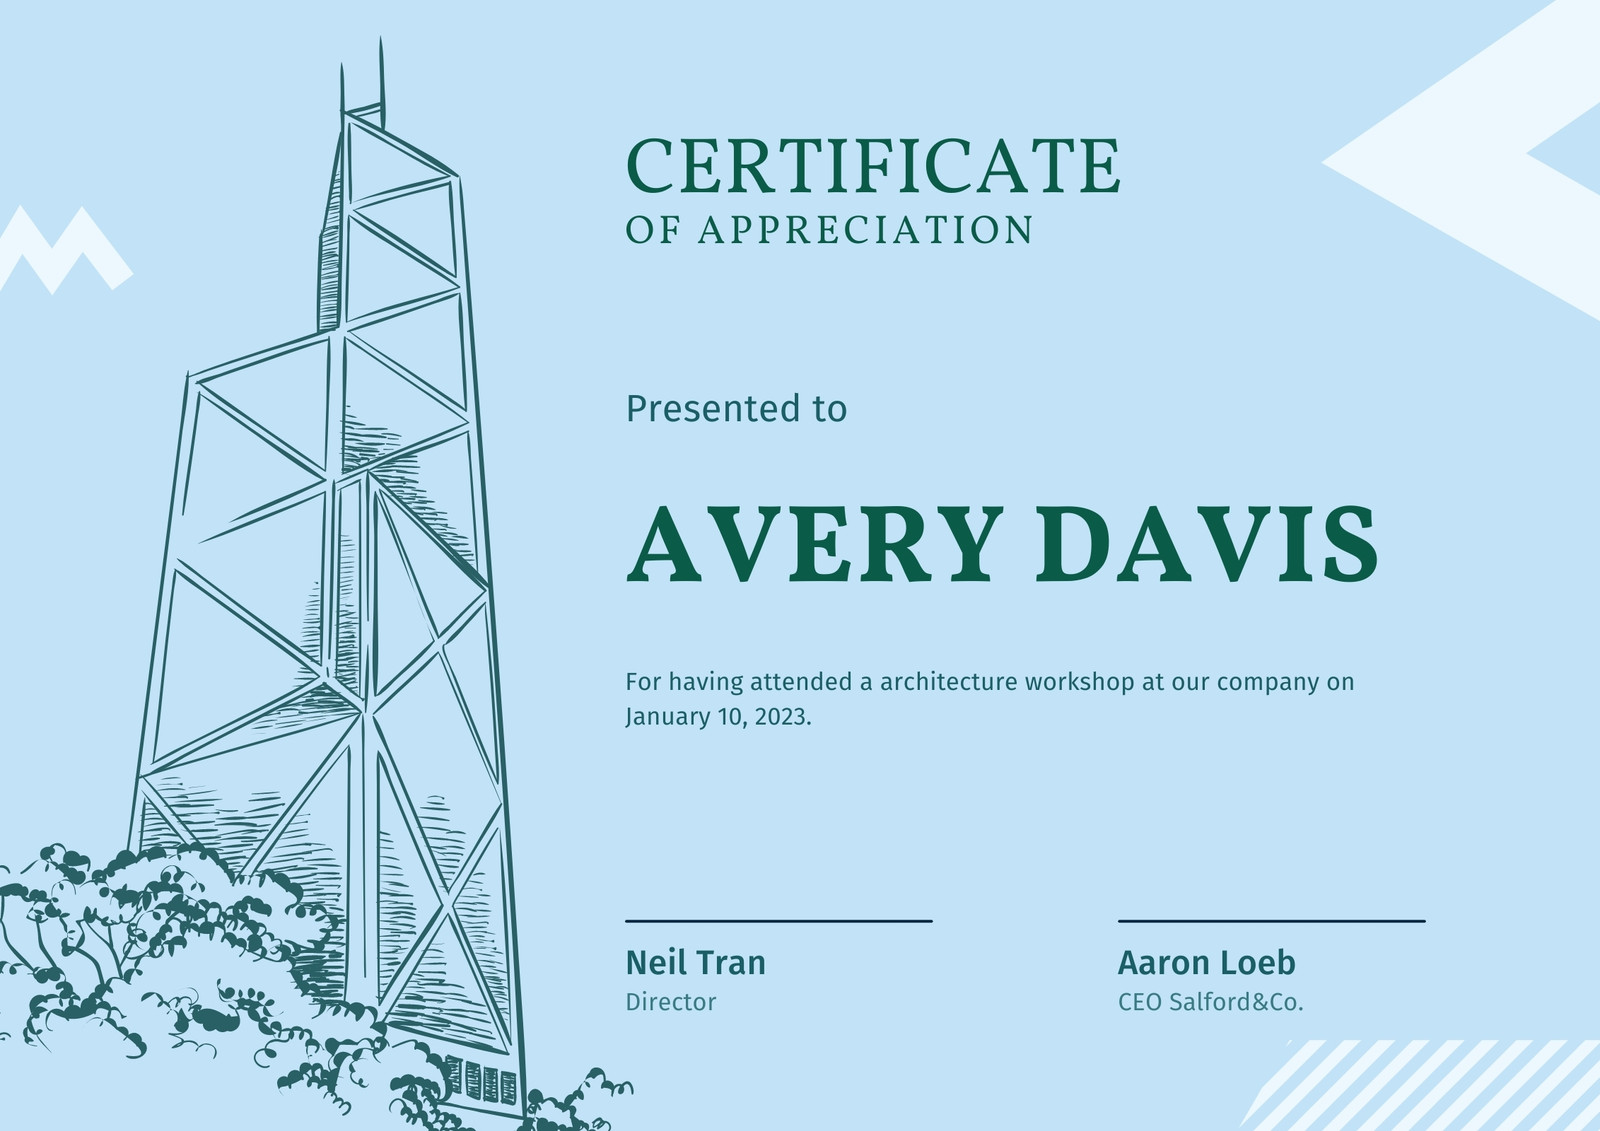 CERTIFICATE
OF APPRECIATION
Presented to
AVERY DAVIS
For having attended a architecture workshop at our company on
January 10, 2023.
Neil Tran
Director
Aaron Loeb
CEO Salford&Co.